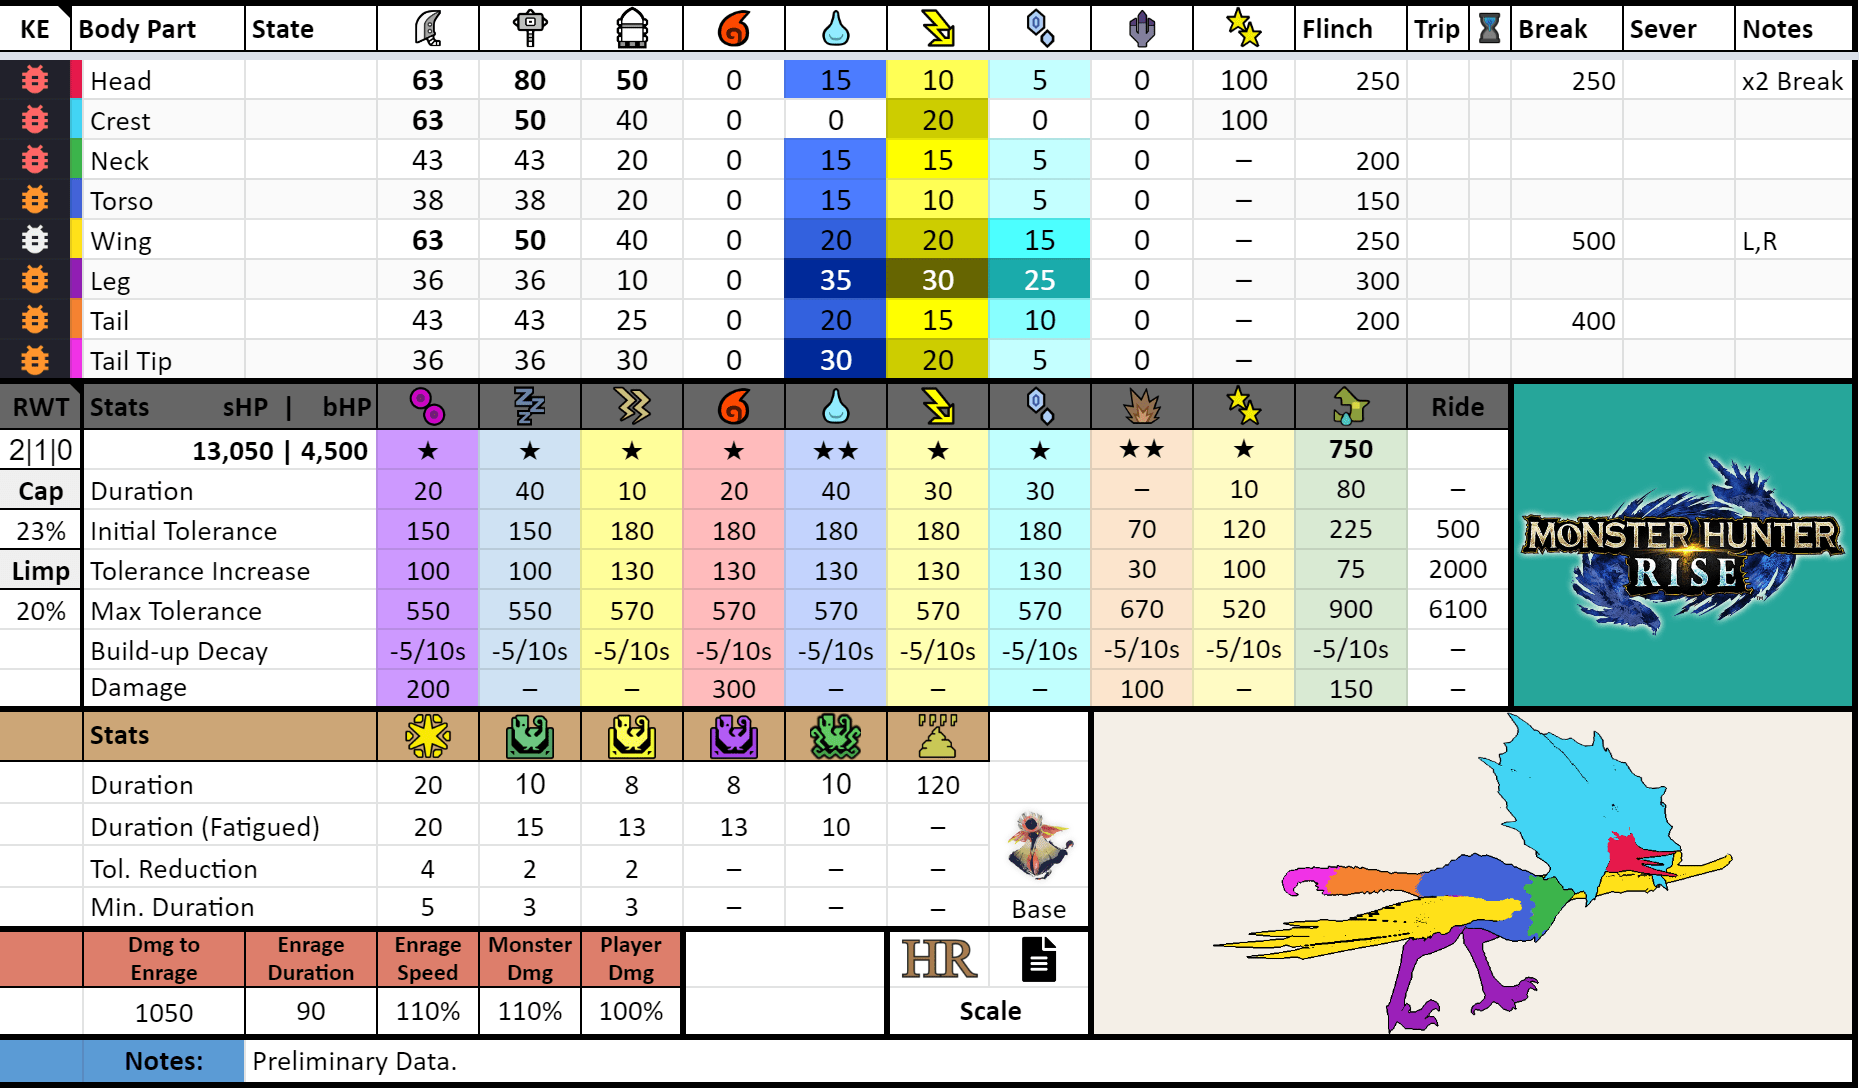 KE Body Part State Flinch Trip Break Sever Notes
Head 63 80 50 0 15 10 5 0 100 250 250 x2 Break
Crest 63 50 40 0 0 20 0 0 100
Neck 43 43 20 0 15 15 5 0 – 200
Torso 38 38 20 0 15 10 5 0 – 150
Wing 63 50 40 0 20 20 15 0 – 250 500 L,R
Leg 36 36 10 0 35 30 25 0 – 300
Tail 43 43 25 0 20 15 10 0 – 200 400
Tail Tip 36 36 30 0 30 20 5 0 –
RWT Stats sHP | bHP Ride
2|1|0 13,050 | 4,500 ★ ★ ★ ★ ★★ ★ ★ ★★ ★ 750
Cap Duration 20 40 10 20 40 30 30 – 10 80 –
23% Initial Tolerance 150 150 180 180 180 180 180 70 120 225 500
Limp Tolerance Increase 100 100 130 130 130 130 130 30 100 75 2000
20% Max Tolerance 550 550 570 570 570 570 570 670 520 900 6100
Build-up Decay -5/10s -5/10s -5/10s -5/10s -5/10s -5/10s -5/10s -5/10s -5/10s -5/10s –
Damage 200 – – 300 – – – 100 – 150 –
MONSTER HUNTER
RISE
Stats
Duration 20 10 8 8 10 120
Duration (Fatigued) 20 15 13 13 10 –
Tol. Reduction 4 2 2 – – –
Min. Duration 5 3 3 – – – Base
Dmg to Enrage Enrage Monster Player
Enrage Duration Speed Dmg Dmg
HR
1050 90 110% 110% 100% Scale
Notes: Preliminary Data.